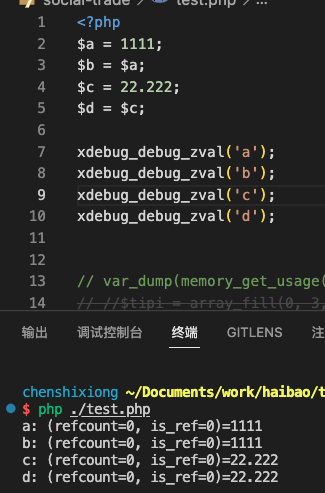 social-trade / test.php / ...
1 <?php
2 $a = 1111;
3 $b = $a;
4 $c = 22.222;
5 $d = $c;
6
7 xdebug_debug_zval('a');
8 xdebug_debug_zval('b');
9 xdebug_debug_zval('c');
10 xdebug_debug_zval('d');
11
12
13 // var_dump(memory_get_usage(
14 // //$tipi = array_fill(0, 3,
输出 调试控制台 终端 GITLENS 注
chenshixiong ~/Documents/work/haibao/t
$ php ./test.php
a: (refcount=0, is_ref=0)=1111
b: (refcount=0, is_ref=0)=1111
c: (refcount=0, is_ref=0)=22.222
d: (refcount=0, is_ref=0)=22.222